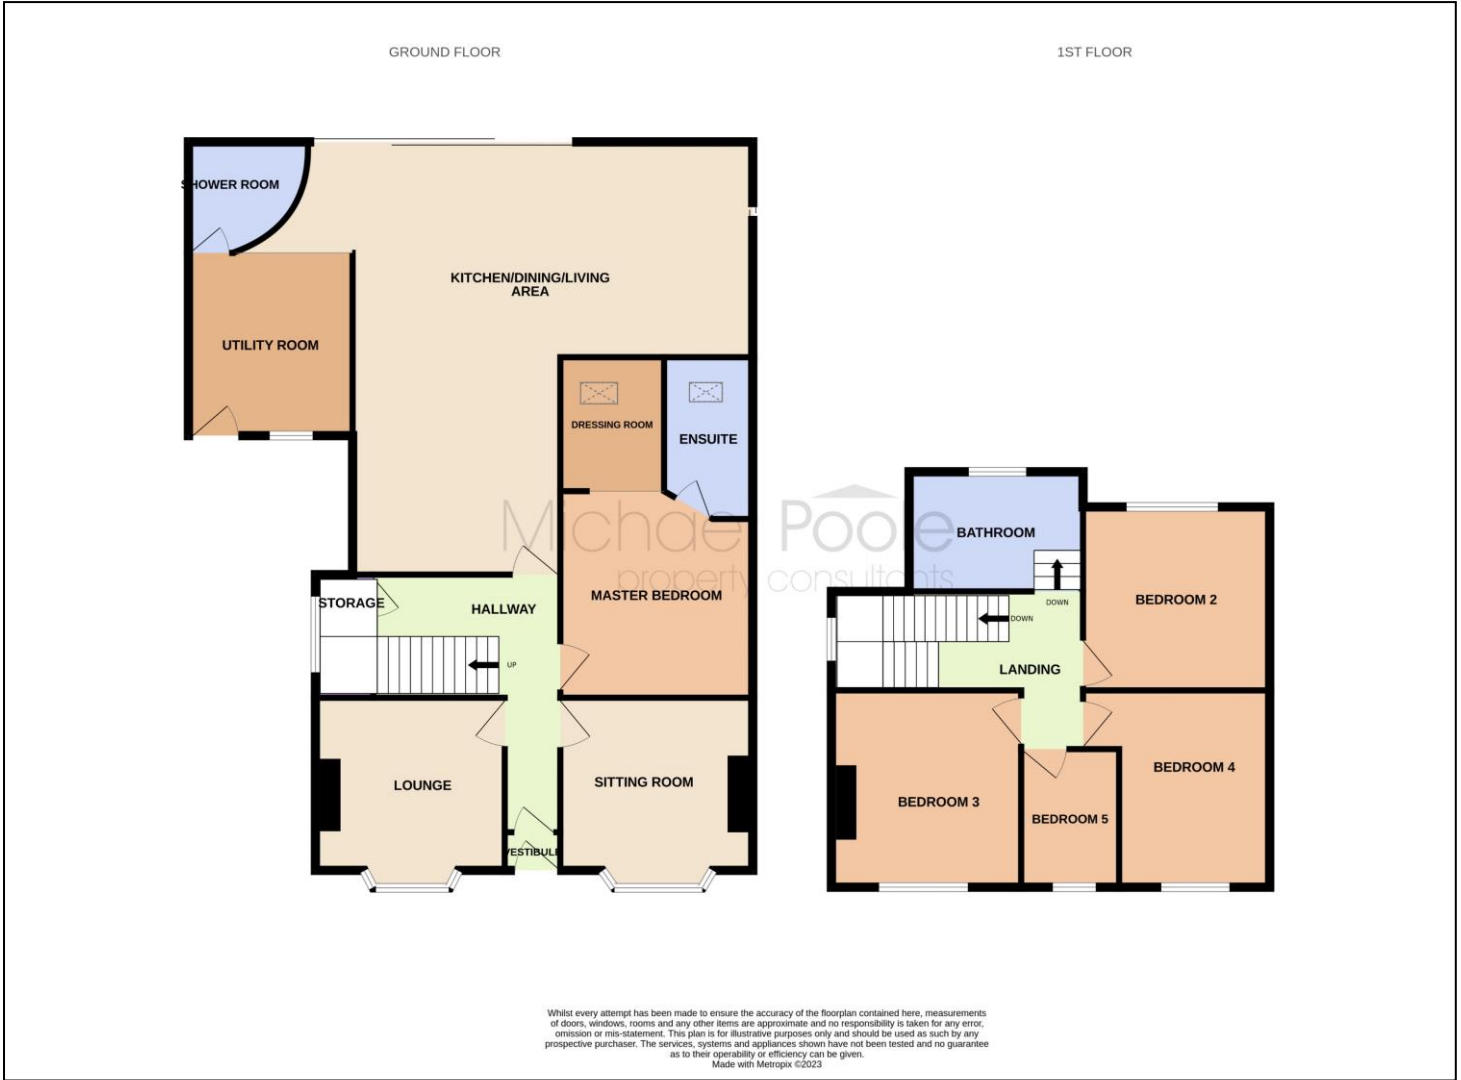 GROUND FLOOR
1ST FLOOR
SHOWER ROOM
KITCHEN/DINING/LIVING
AREA
UTILITY ROOM
DRESSING ROOM
ENSUITE
Michael Poole
property consultants
MASTER BEDROOM
STORAGE
HALLWAY
UP
LOUNGE
SITTING ROOM
VESTIBULE
BATHROOM
DOWN
DOWN
BEDROOM 2
LANDING
BEDROOM 3
BEDROOM 4
BEDROOM 5
Whilst every attempt has been made to ensure the accuracy of the floorplan contained here, measurements
of doors, windows, rooms and any other items are approximate and no responsibility is taken for any error,
omission or mis-statement. This plan is for illustrative purposes only and should be used as such by any
prospective purchaser. The services, systems and appliances shown have not been tested and no guarantee
as to their operability or efficiency can be given.
Made with Metropix ©2023